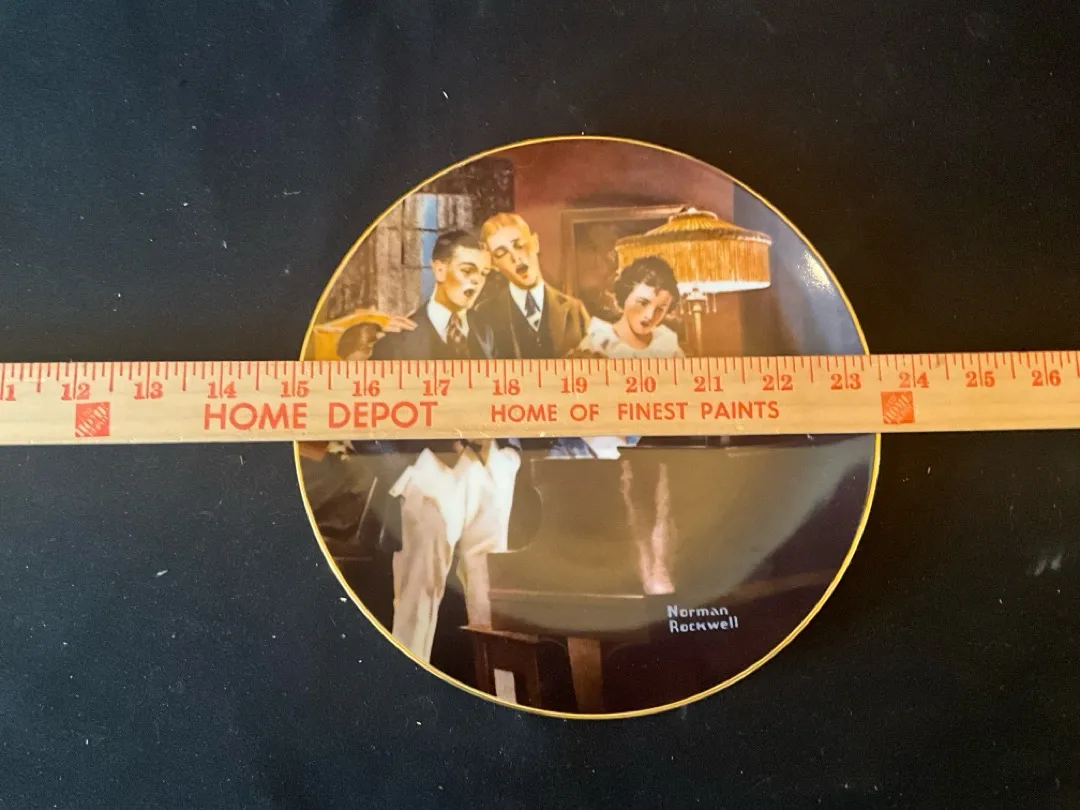 1 12 13 14 15 16 17 18 19 20 21 22 23 24 25 26
HOME DEPOT HOME OF FINEST PAINTS
Norman
Rockwell